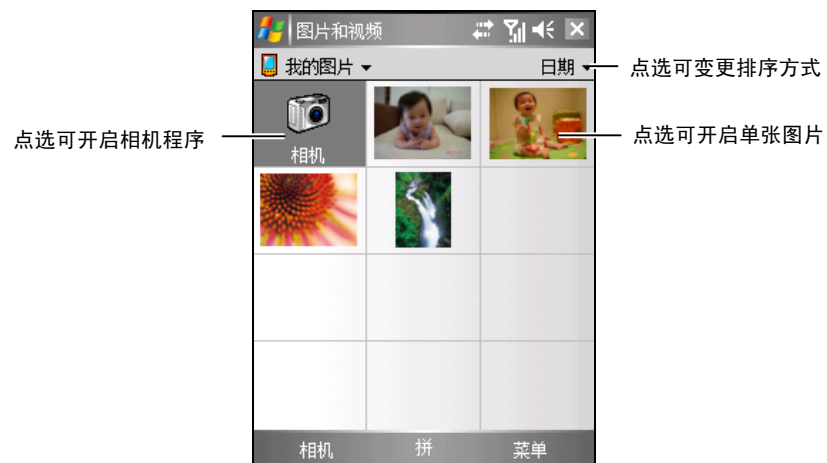 图片和视频
我的图片
日期
点选可变更排序方式
点选可开启相机程序
相机
点选可开启单张图片
相机
拼
菜单